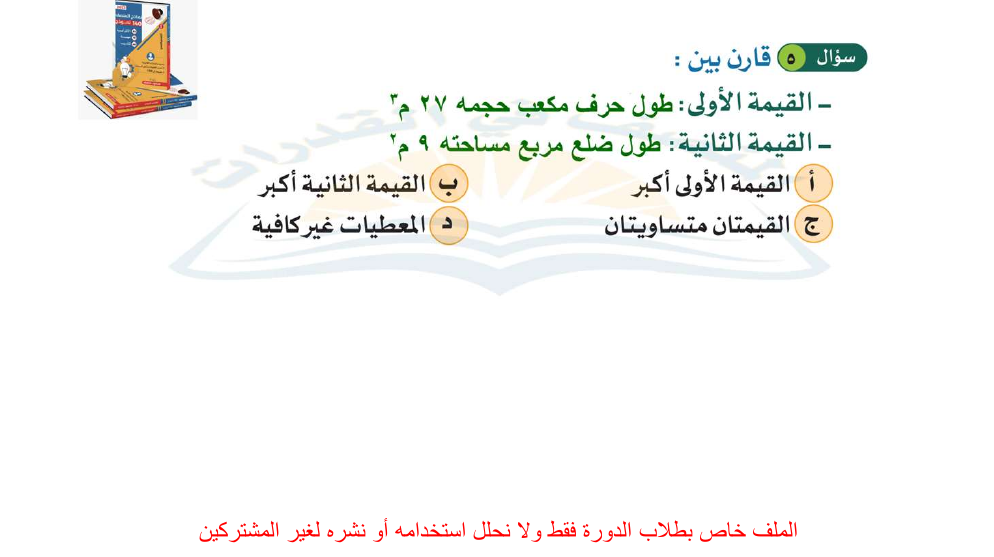 سؤال ٥ قارن بين :
- القيمة الأولى: طول حرف مكعب حجمه ٢٧ م٣
- القيمة الثانية: طول ضلع مربع مساحته ٩ م٢
أ القيمة الأولى أكبر ب القيمة الثانية أكبر
ج القيمتان متساويتان د المعطيات غير كافية
الملف خاص بطلاب الدورة فقط ولا نحلل استخدامه أو نشره لغير المشتركين